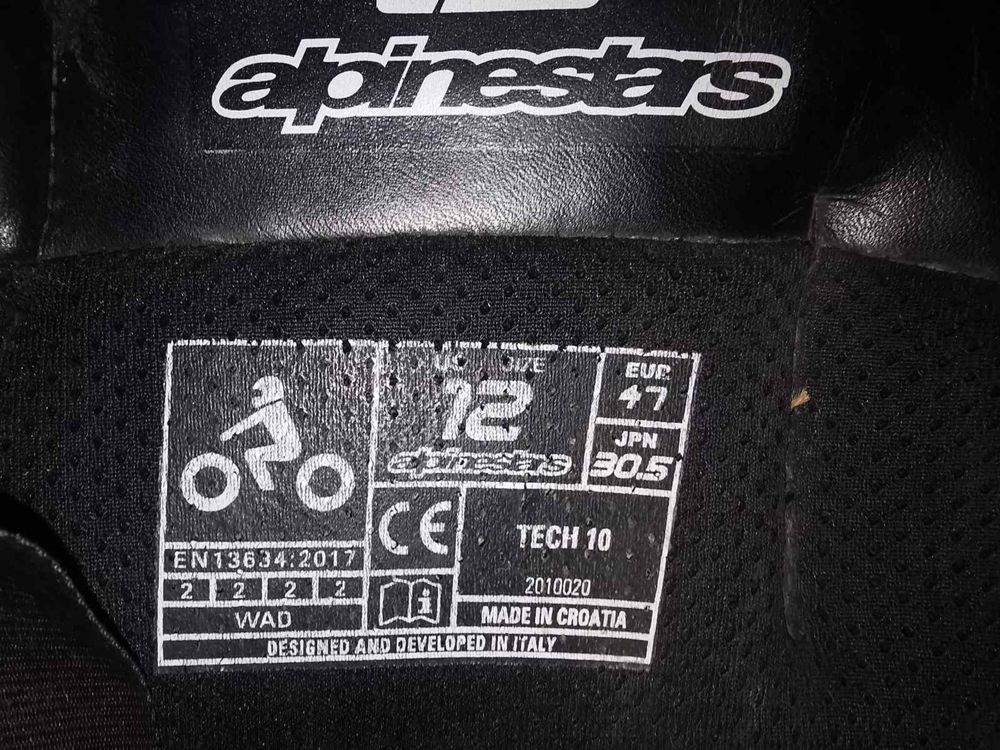 alpinestars
SIZE
12
alpinestars
EUR
47
JPN
30.5
CE
TECH 10
2010020
EN13634:2017
2 2 2 2
WAD
i
MADE IN CROATIA
DESIGNED AND DEVELOPED IN ITALY